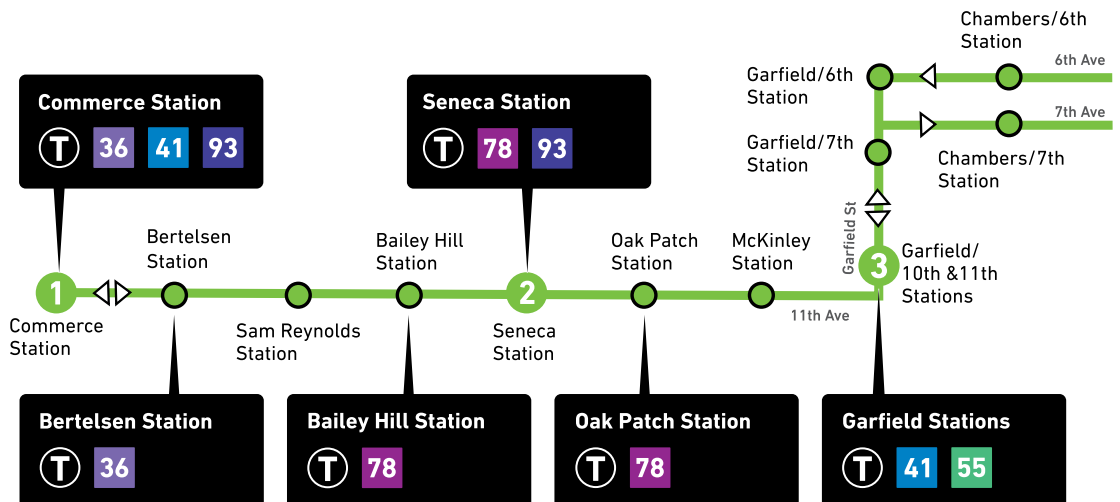 Chambers/6th
Station
6th Ave
Garfield/6th
Station
7th Ave
Garfield/7th
Station
Chambers/7th
Station
Commerce Station
T 36 41 93
Seneca Station
T 78 93
Garfield St
Bertelsen
Station
Bailey Hill
Station
Oak Patch
Station
McKinley
Station
3
Garfield/
10th &11th
Stations
1
Commerce
Station
Sam Reynolds
Station
2
Seneca
Station
11th Ave
Bertelsen Station
T 36
Bailey Hill Station
T 78
Oak Patch Station
T 78
Garfield Stations
T 41 55